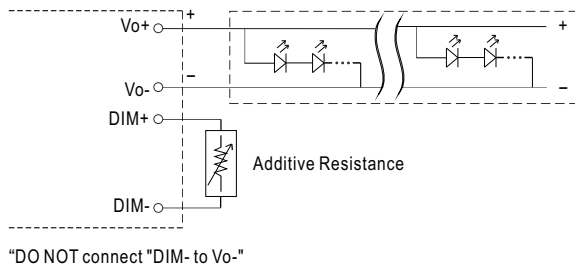 Vo+
+
+
Vo-
−
−
DIM+
Additive Resistance
DIM-
“DO NOT connect "DIM- to Vo-"